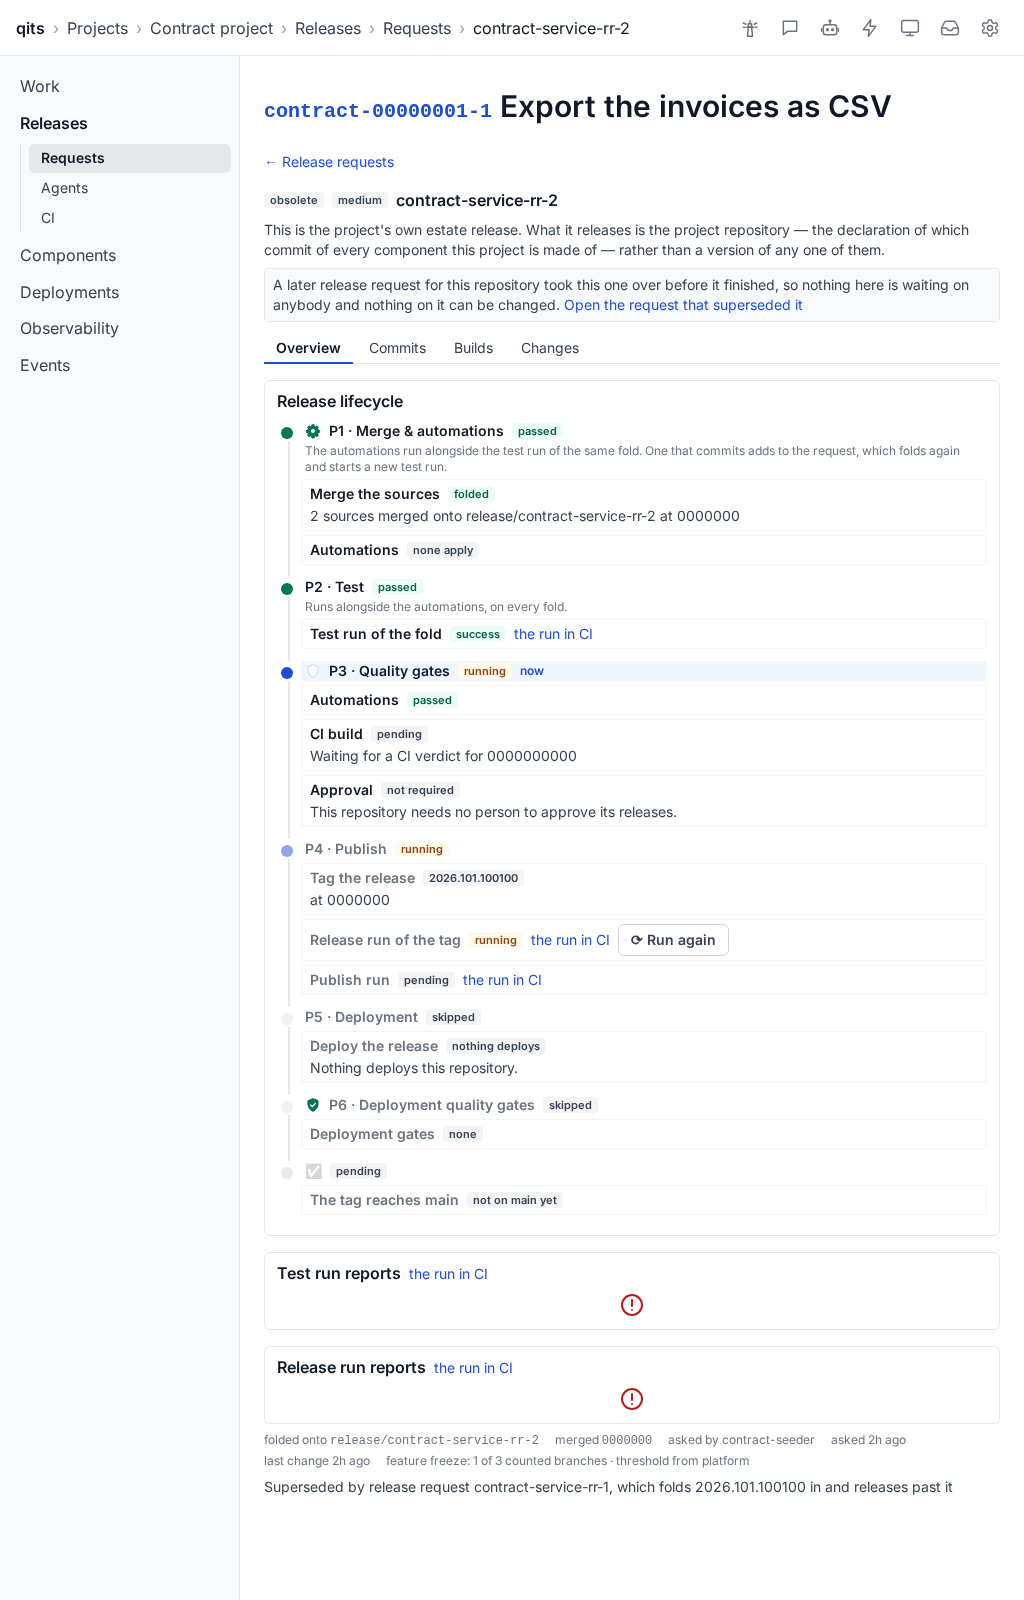 qits › Projects › Contract project › Releases › Requests › contract-service-rr-2
Work
Releases
Requests
Agents
CI
Components
Deployments
Observability
Events
contract-00000001-1 Export the invoices as CSV
← Release requests
obsolete medium contract-service-rr-2
This is the project's own estate release. What it releases is the project repository — the declaration of which
commit of every component this project is made of — rather than a version of any one of them.
A later release request for this repository took this one over before it finished, so nothing here is waiting on
anybody and nothing on it can be changed. Open the request that superseded it
Overview Commits Builds Changes
Release lifecycle
P1 · Merge & automations passed
The automations run alongside the test run of the same fold. One that commits adds to the request, which folds again
and starts a new test run.
Merge the sources folded
2 sources merged onto release/contract-service-rr-2 at 0000000
Automations none apply
P2 · Test passed
Runs alongside the automations, on every fold.
Test run of the fold success the run in CI
P3 · Quality gates running now
Automations passed
CI build pending
Waiting for a CI verdict for 0000000000
Approval not required
This repository needs no person to approve its releases.
P4 · Publish running
Tag the release 2026.101.100100
at 0000000
Release run of the tag running the run in CI ⟳ Run again
Publish run pending the run in CI
P5 · Deployment skipped
Deploy the release nothing deploys
Nothing deploys this repository.
P6 · Deployment quality gates skipped
Deployment gates none
✅ pending
The tag reaches main not on main yet
Test run reports the run in CI
Release run reports the run in CI
folded onto release/contract-service-rr-2 merged 0000000 asked by contract-seeder asked 2h ago
last change 2h ago feature freeze: 1 of 3 counted branches · threshold from platform
Superseded by release request contract-service-rr-1, which folds 2026.101.100100 in and releases past it